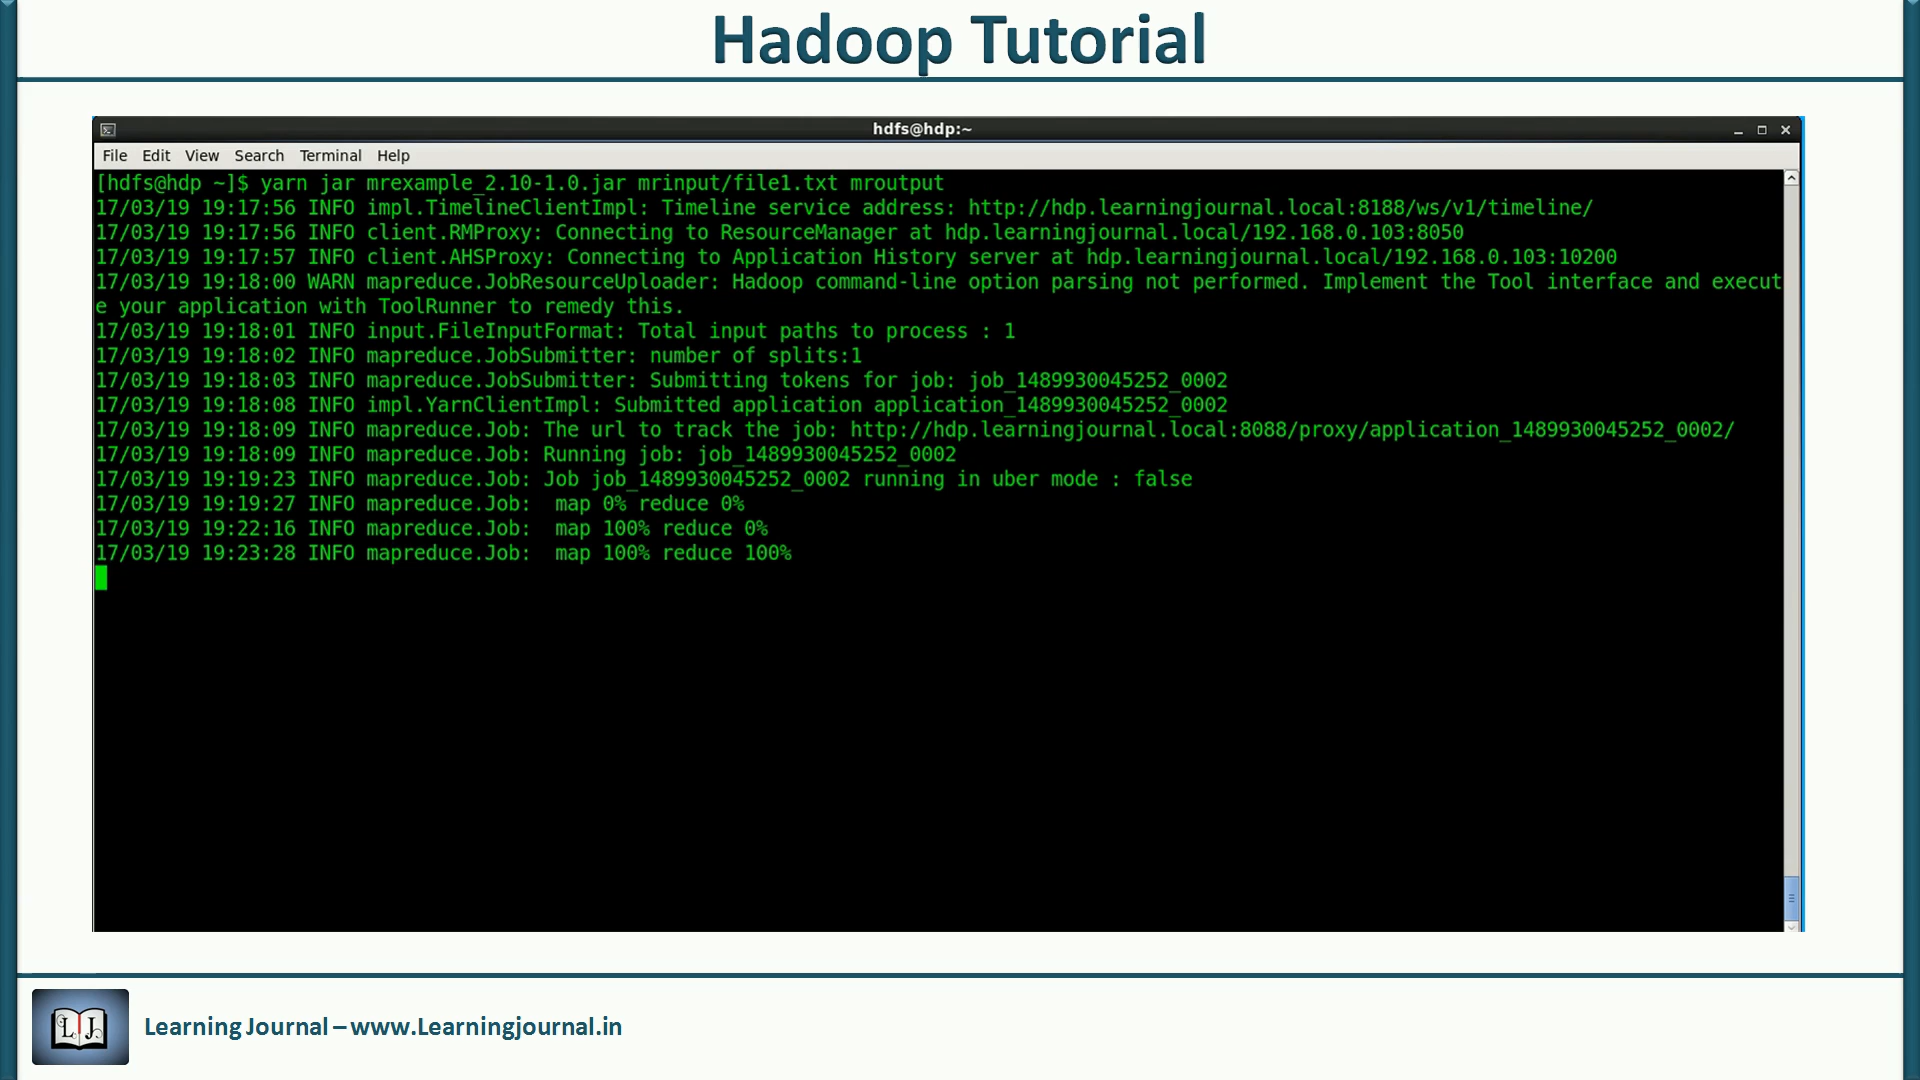 Hadoop Tutorial
hdfs@hdp:~
File Edit View Search Terminal Help
[hdfs@hdp ~]$ yarn jar mrexample_2.10-1.0.jar mrinput/file1.txt mroutput
17/03/19 19:17:56 INFO impl.TimelineClientImpl: Timeline service address: http://hdp.learningjournal.local:8188/ws/v1/timeline/
17/03/19 19:17:56 INFO client.RMProxy: Connecting to ResourceManager at hdp.learningjournal.local/192.168.0.103:8050
17/03/19 19:17:57 INFO client.AHSProxy: Connecting to Application History server at hdp.learningjournal.local/192.168.0.103:10200
17/03/19 19:18:00 WARN mapreduce.JobResourceUploader: Hadoop command-line option parsing not performed. Implement the Tool interface and execut
e your application with ToolRunner to remedy this.
17/03/19 19:18:01 INFO input.FileInputFormat: Total input paths to process : 1
17/03/19 19:18:02 INFO mapreduce.JobSubmitter: number of splits:1
17/03/19 19:18:03 INFO mapreduce.JobSubmitter: Submitting tokens for job: job_1489930045252_0002
17/03/19 19:18:08 INFO impl.YarnClientImpl: Submitted application application_1489930045252_0002
17/03/19 19:18:09 INFO mapreduce.Job: The url to track the job: http://hdp.learningjournal.local:8088/proxy/application_1489930045252_0002/
17/03/19 19:18:09 INFO mapreduce.Job: Running job: job_1489930045252_0002
17/03/19 19:19:23 INFO mapreduce.Job: Job job_1489930045252_0002 running in uber mode : false
17/03/19 19:19:27 INFO mapreduce.Job:  map 0% reduce 0%
17/03/19 19:22:16 INFO mapreduce.Job:  map 100% reduce 0%
17/03/19 19:23:28 INFO mapreduce.Job:  map 100% reduce 100%
L J
Learning Journal – www.Learningjournal.in